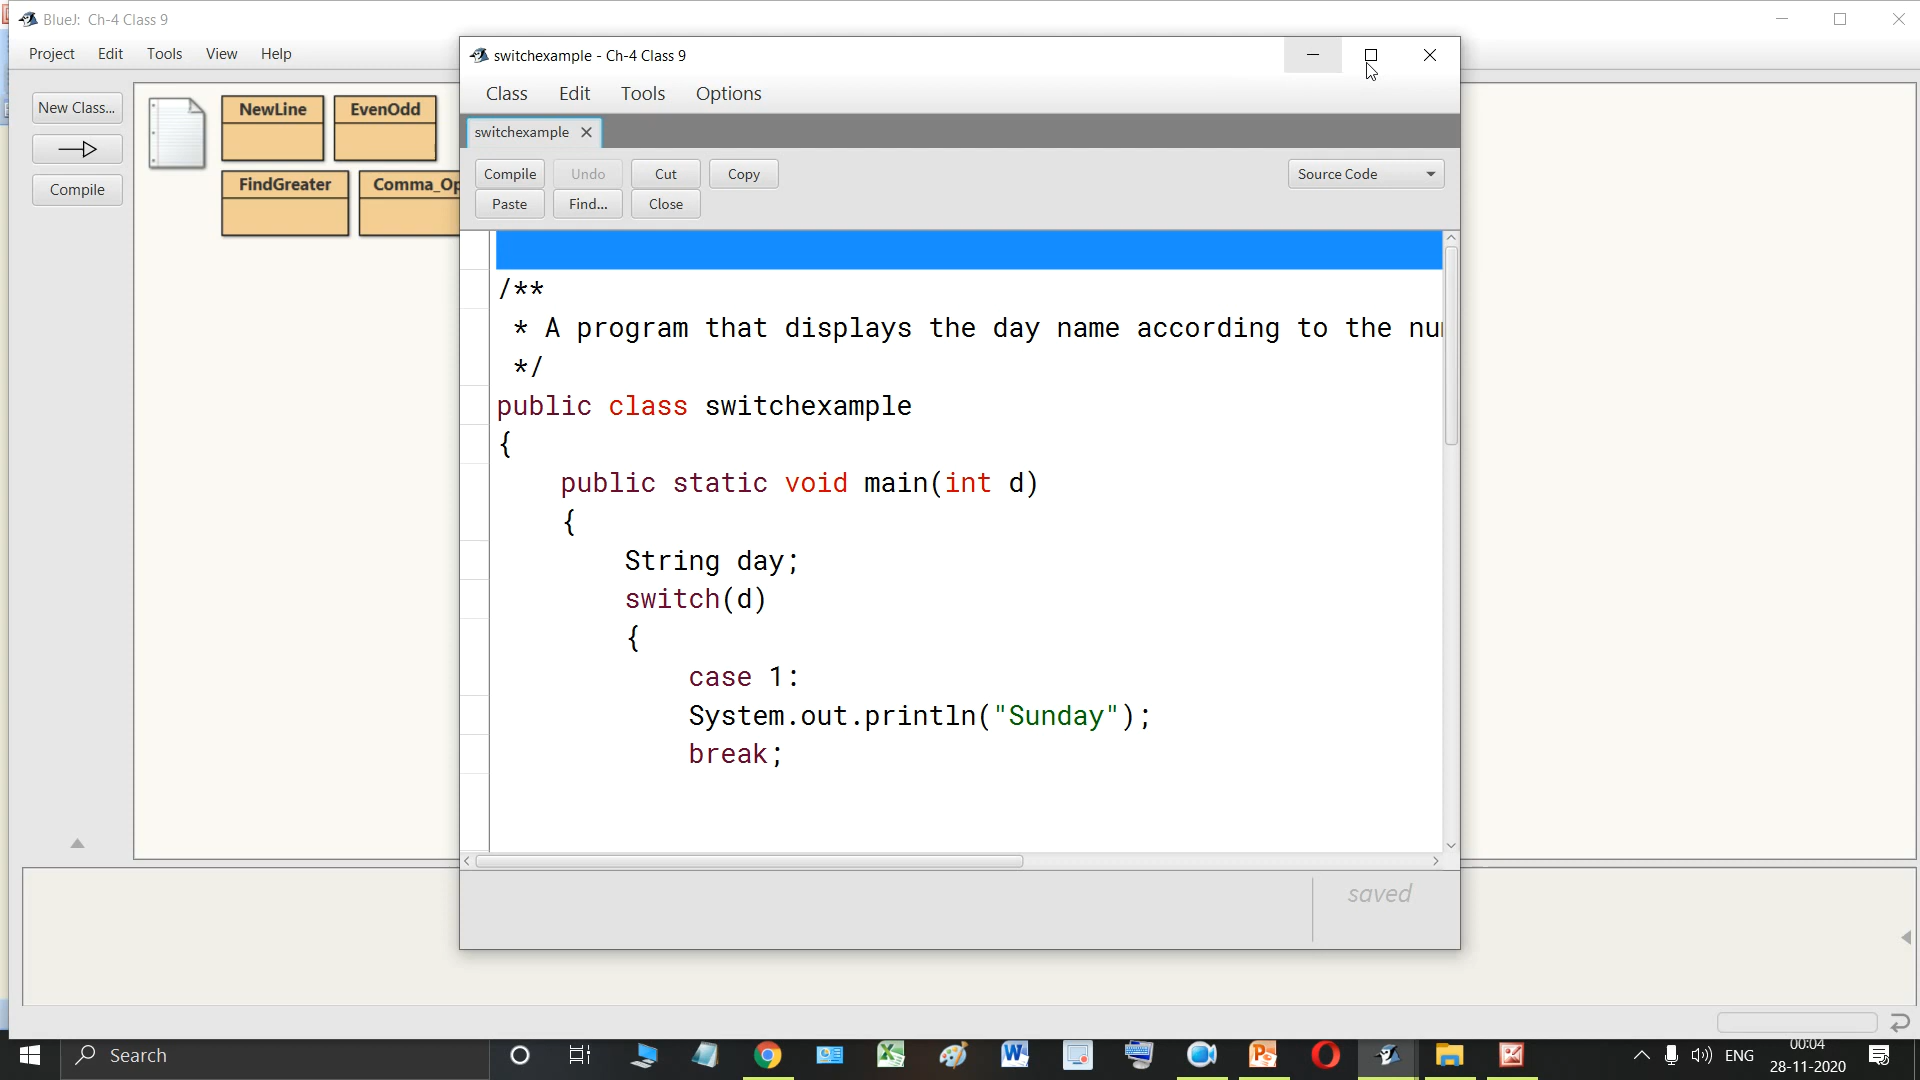 BlueJ: Ch-4 Class 9
Project Edit Tools View Help
New Class...
Compile
NewLine
EvenOdd
FindGreater
Comma_Op
switchexample - Ch-4 Class 9
Class Edit Tools Options
switchexample
Compile Undo Cut Copy
Source Code
Paste Find... Close
/**
* A program that displays the day name according to the nu
*/
public class switchexample
{
public static void main(int d)
{
String day;
switch(d)
{
case 1:
System.out.println("Sunday");
break;
saved
Search
ENG
00:04
28-11-2020